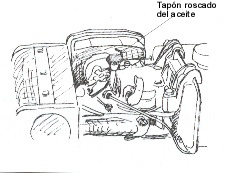 Tapón roscado
del aceite